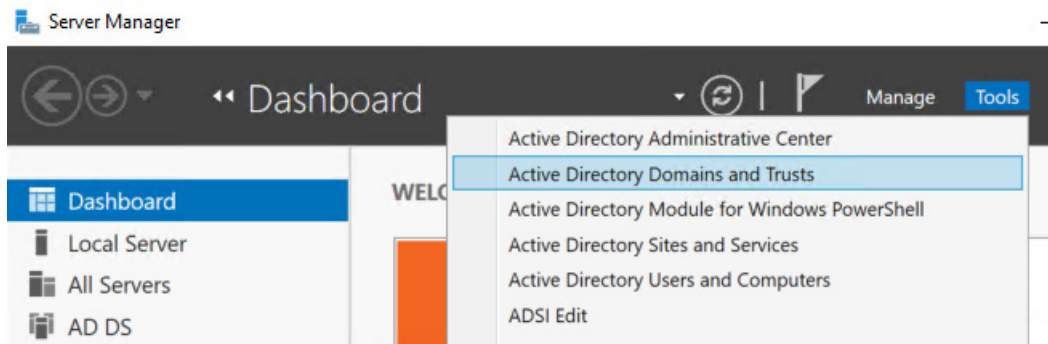 Server Manager
Dashboard
Manage Tools
Active Directory Administrative Center
Active Directory Domains and Trusts
Active Directory Module for Windows PowerShell
Active Directory Sites and Services
Active Directory Users and Computers
ADSI Edit
Dashboard
Local Server
All Servers
AD DS
WELC